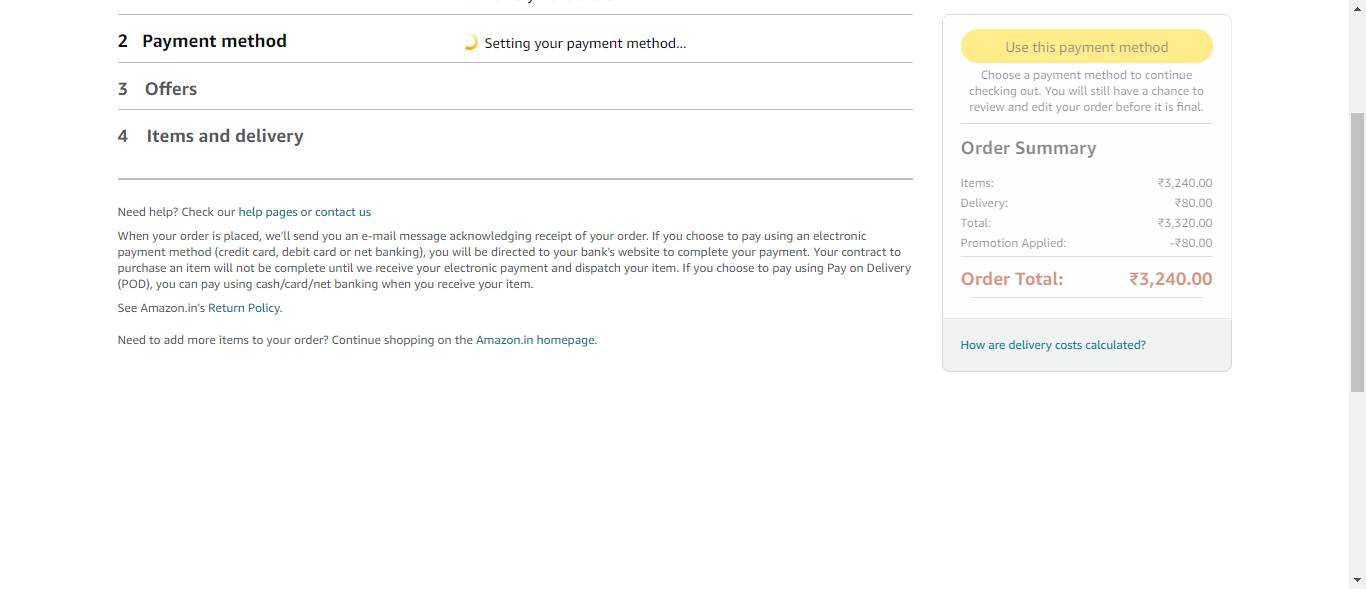 2 Payment method
Setting your payment method...
3 Offers
4 Items and delivery
Need help? Check our help pages or contact us
When your order is placed, we'll send you an e-mail message acknowledging receipt of your order. If you choose to pay using an electronic
payment method (credit card, debit card or net banking), you will be directed to your bank's website to complete your payment. Your contract to
purchase an item will not be complete until we receive your electronic payment and dispatch your item. If you choose to pay using Pay on Delivery
(POD), you can pay using cash/card/net banking when you receive your item.
See Amazon.in's Return Policy.
Need to add more items to your order? Continue shopping on the Amazon.in homepage.
Use this payment method
Choose a payment method to continue
checking out. You will still have a chance to
review and edit your order before it is final.
Order Summary
Items: ₹3,240.00
Delivery: ₹80.00
Total: ₹3,320.00
Promotion Applied: -₹80.00
Order Total: ₹3,240.00
How are delivery costs calculated?